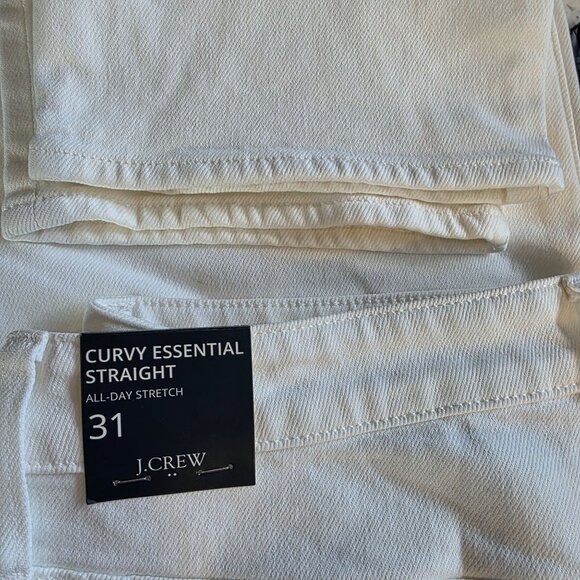 CURVY ESSENTIAL
STRAIGHT
ALL-DAY STRETCH
31
J.CREW